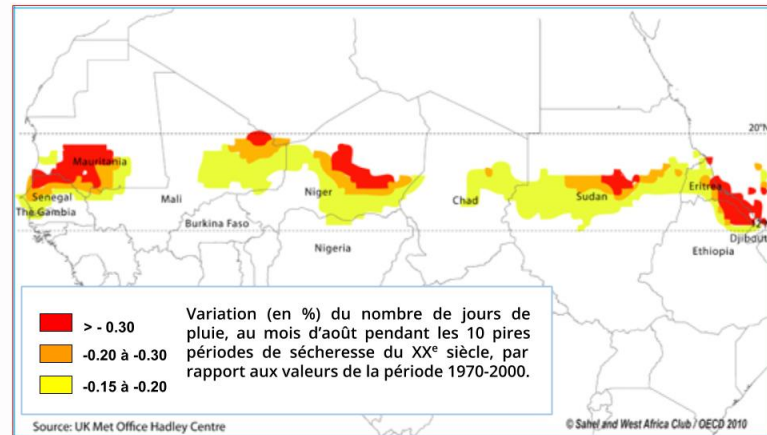 20°N
Mauritania
Senegal
The Gambia
Mali
Niger
Chad
Sudan
Eritrea
Burkina Faso
Nigeria
Ethiopia
Djibout
> - 0.30
-0.20 à -0.30
-0.15 à -0.20
Variation (en %) du nombre de jours de
pluie, au mois d'août pendant les 10 pires
périodes de sécheresse du XXe siècle, par
rapport aux valeurs de la période 1970-2000.
Source: UK Met Office Hadley Centre
© Sahel and West Africa Club / OECD 2010